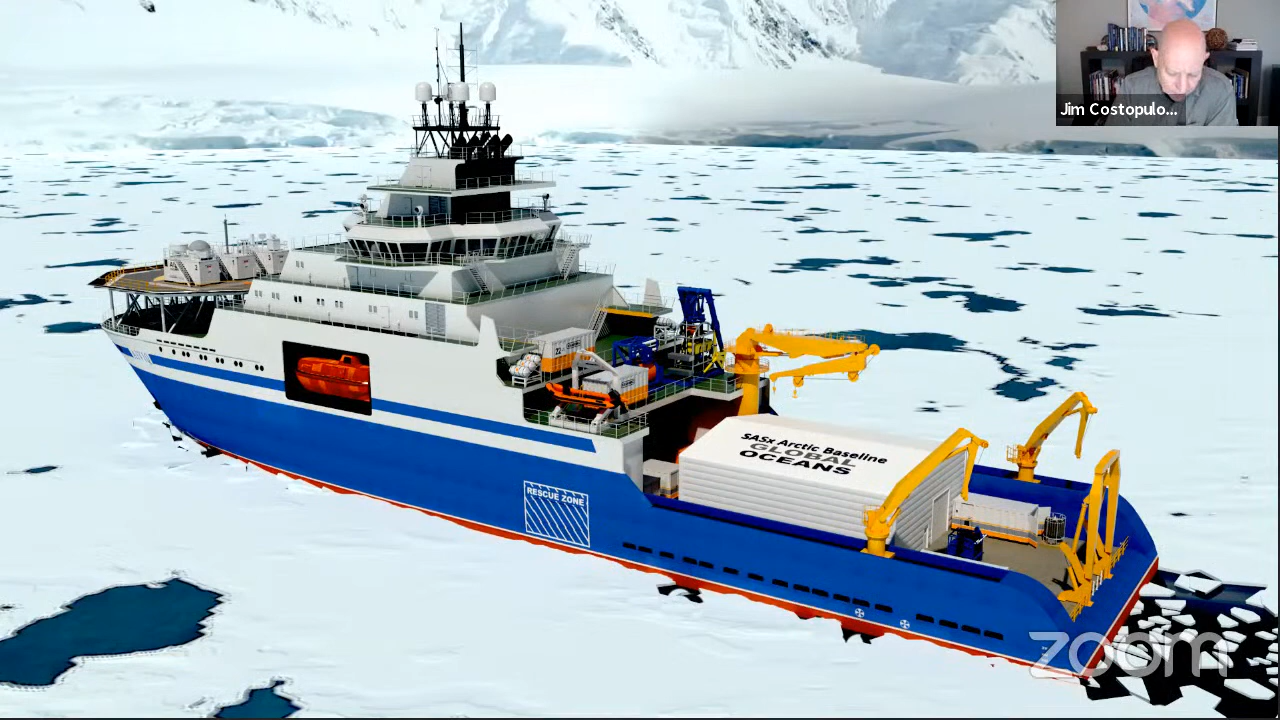 Jim Costopulo...
SASx Arctic Baseline
GLOBAL
OCEANS
RESCUE ZONE
zoom